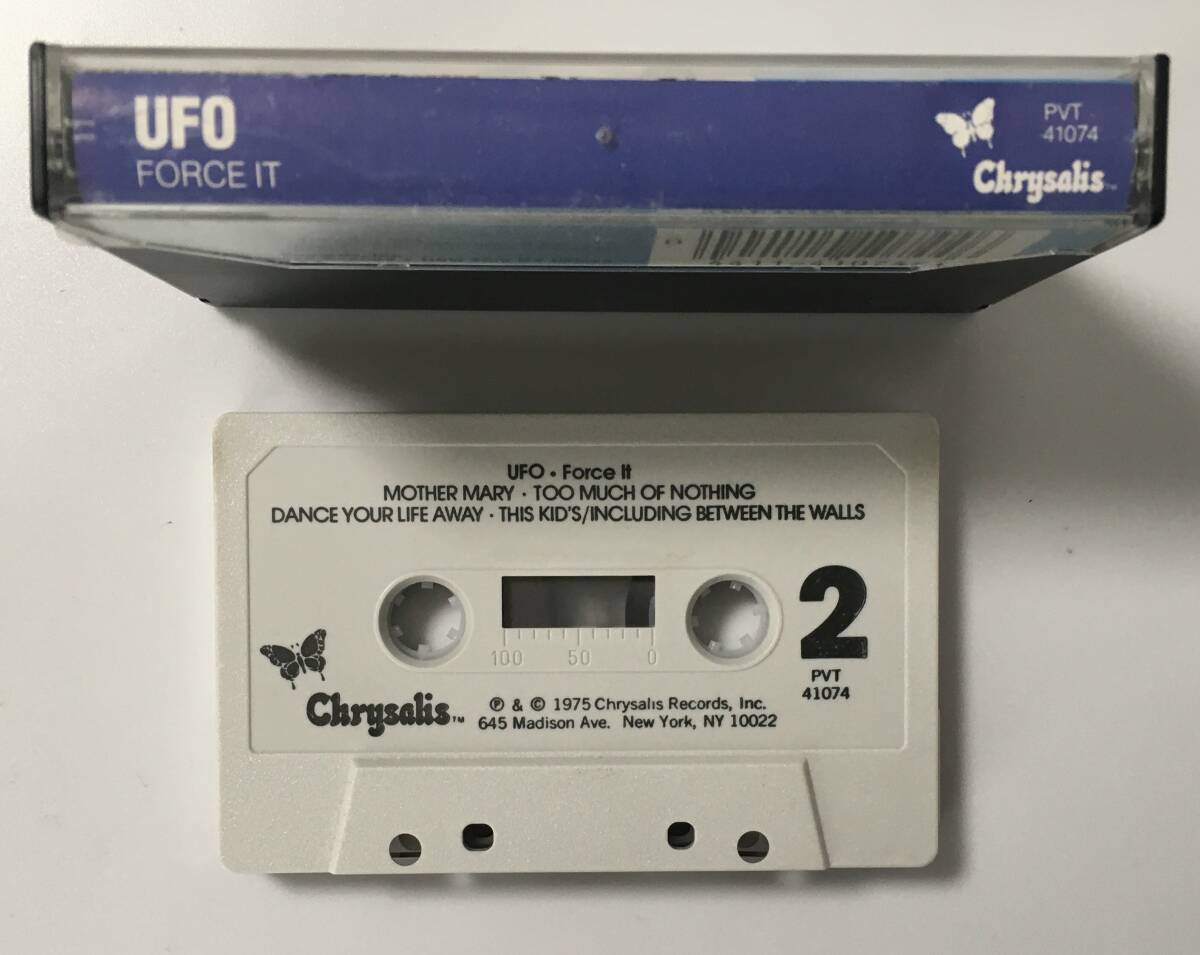 UFO
FORCE IT
PVT
41074
Chrysalis™
UFO • Force It
MOTHER MARY • TOO MUCH OF NOTHING
DANCE YOUR LIFE AWAY • THIS KID'S/INCLUDING BETWEEN THE WALLS
2
100 50 0
PVT
41074
Chrysalis™
℗ & © 1975 Chrysalis Records, Inc.
645 Madison Ave. New York, NY 10022